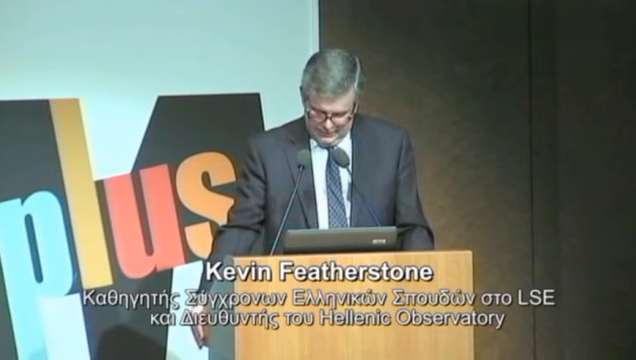 plus
Kevin Featherstone
Καθηγητής Σύγχρονων Ελληνικών Σπουδών στο LSE
και Διευθυντής του Hellenic Observatory